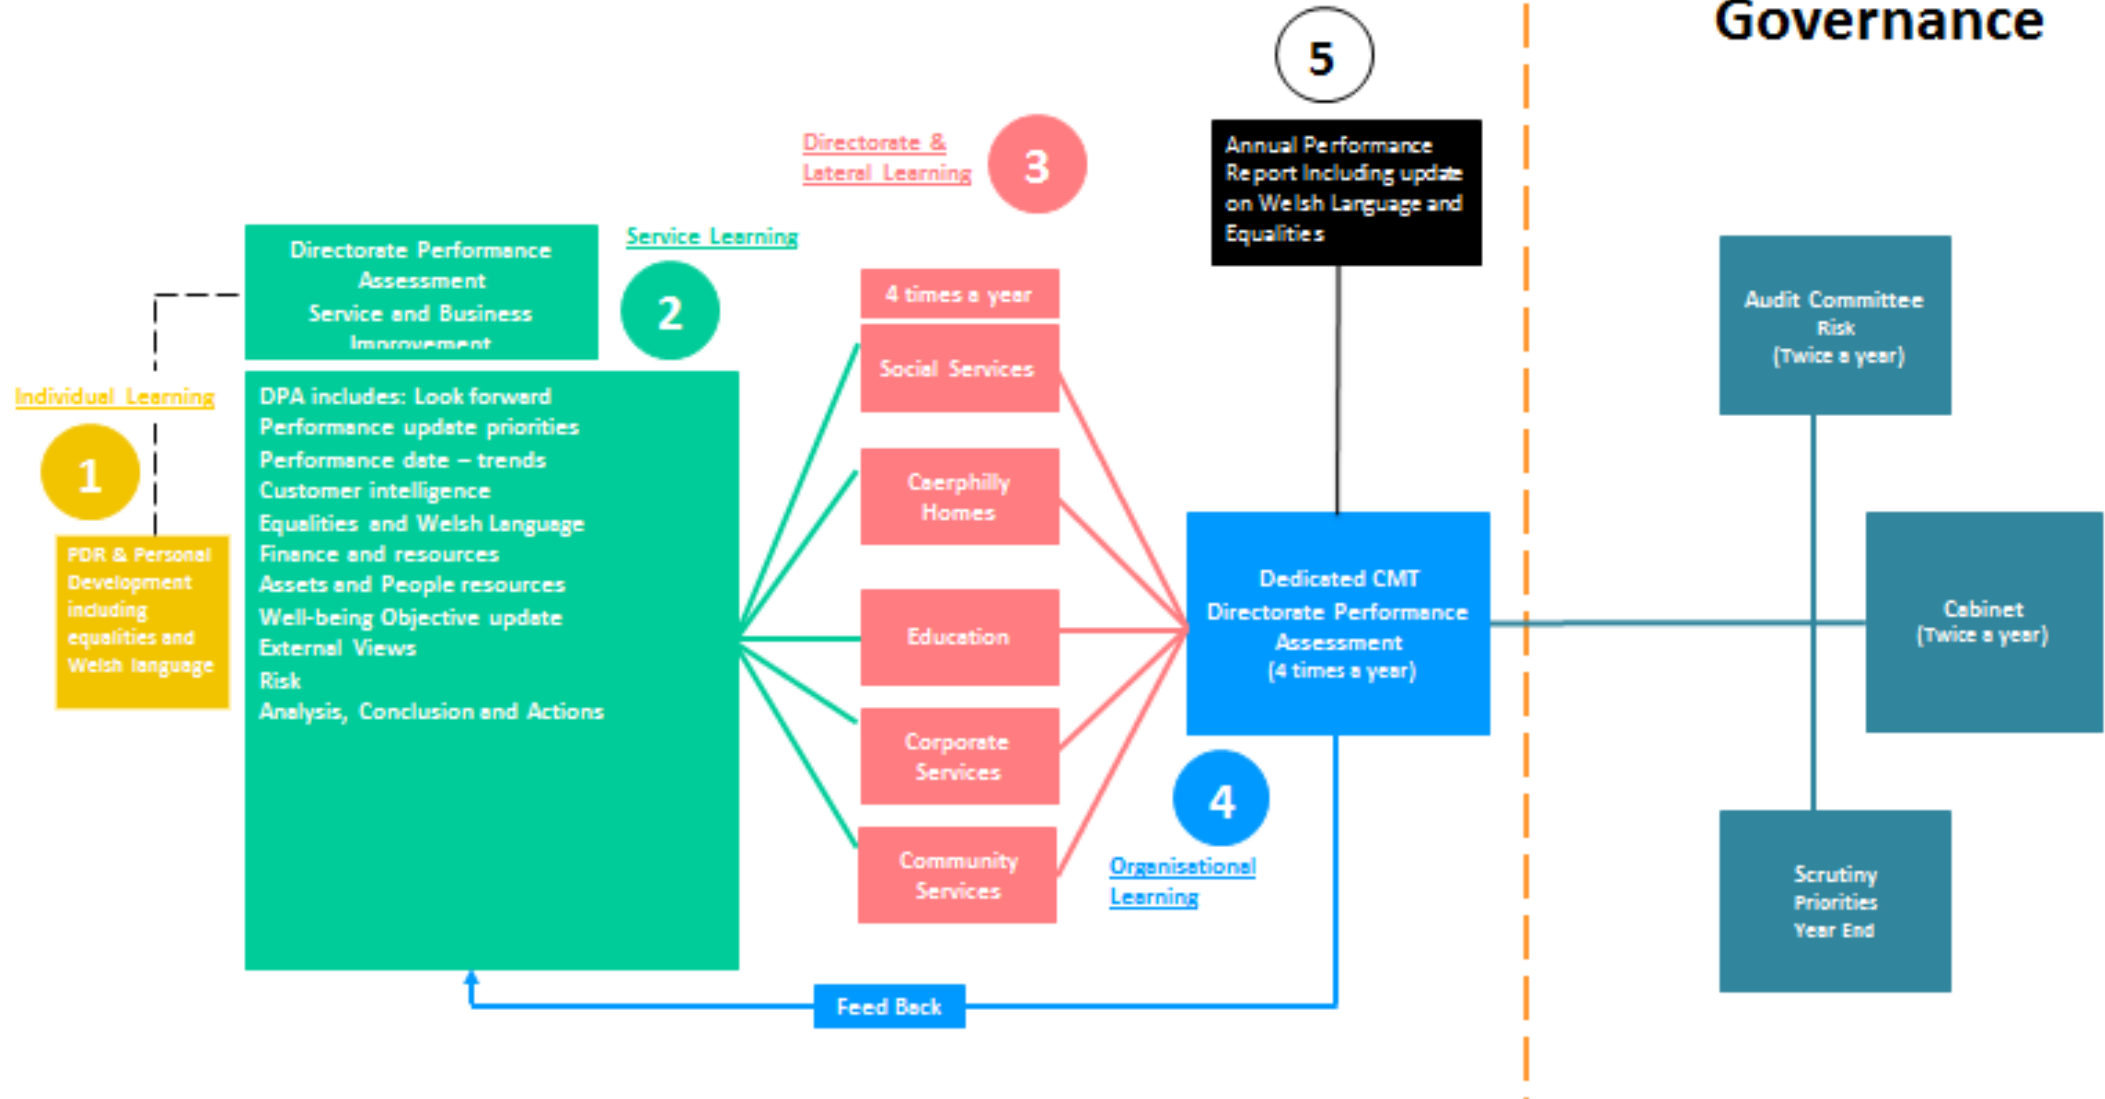 Governance
5
Annual Performance
Report Including update
on Welsh Language and
Equalities
Directorate &
Lateral Learning
3
Service Learning
2
Directorate Performance
Assessment
Service and Business
Improvement
Individual Learning
1
PDR & Personal
Development
including
equalities and
Welsh language
DPA includes: Look forward
Performance update priorities
Performance date – trends
Customer intelligence
Equalities and Welsh Language
Finance and resources
Assets and People resources
Well-being Objective update
External Views
Risk
Analysis, Conclusion and Actions
4 times a year
Social Services
Caerphilly
Homes
Education
Corporate
Services
Community
Services
Dedicated CMT
Directorate Performance
Assessment
(4 times a year)
4
Organisational
Learning
Feed Back
Audit Committee
Risk
(Twice a year)
Cabinet
(Twice a year)
Scrutiny
Priorities
Year End